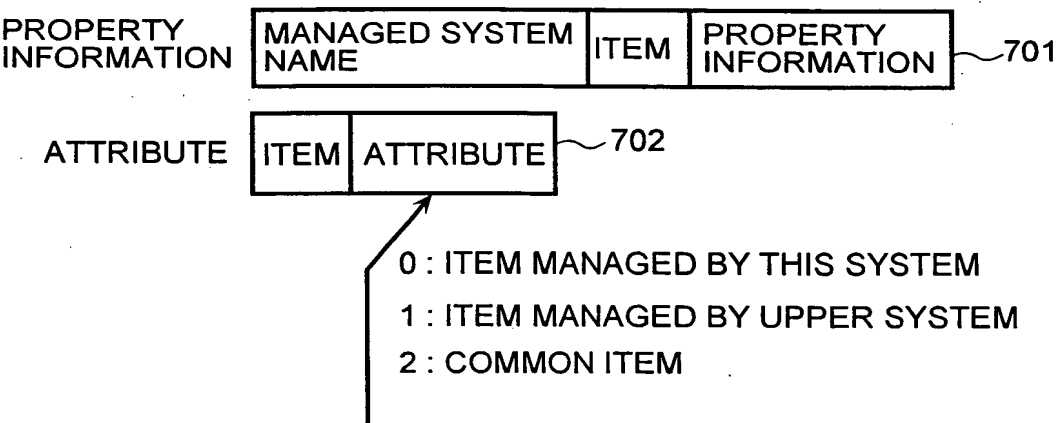 PROPERTY
INFORMATION
MANAGED SYSTEM
NAME
ITEM
PROPERTY
INFORMATION
701
ATTRIBUTE
ITEM
ATTRIBUTE
702
0 : ITEM MANAGED BY THIS SYSTEM
1 : ITEM MANAGED BY UPPER SYSTEM
2 : COMMON ITEM